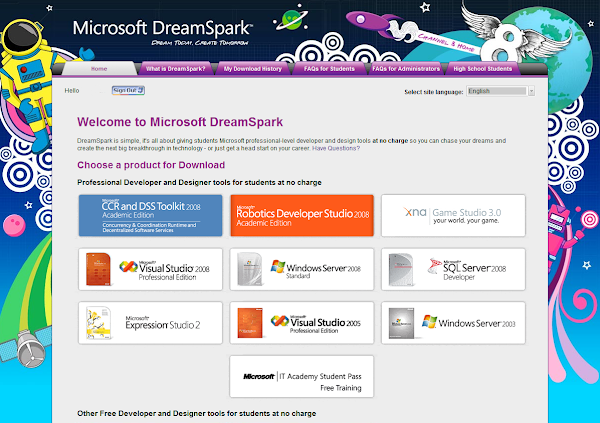 Microsoft DreamSpark™
DREAM TODAY, CREATE TOMORROW
CHANNEL 8 HOME
Home
What is DreamSpark?
My Download History
FAQs for Students
FAQs for Administrators
High School Students
Hello
Sign Out
Select site language:
English
Welcome to Microsoft DreamSpark
DreamSpark is simple, it's all about giving students Microsoft professional-level developer and design tools at no charge so you can chase your dreams and
create the next big breakthrough in technology - or just get a head start on your career. Have Questions?
Choose a product for Download
Professional Developer and Designer tools for students at no charge
Microsoft
CCR and DSS Toolkit 2008
Academic Edition
Concurrency & Coordination Runtime and
Decentralized Software Services
Microsoft
Robotics Developer Studio 2008
Academic Edition
xna Game Studio 3.0
your world. your game.
Microsoft
Visual Studio 2008
Professional Edition
Microsoft
Windows Server 2008
Standard
Microsoft
SQL Server 2008
Developer
Microsoft
Expression Studio 2
Microsoft
Visual Studio 2005
Professional Edition
Microsoft
Windows Server 2003
Microsoft IT Academy Student Pass
Free Training
Other Free Developer and Designer tools for students at no charge